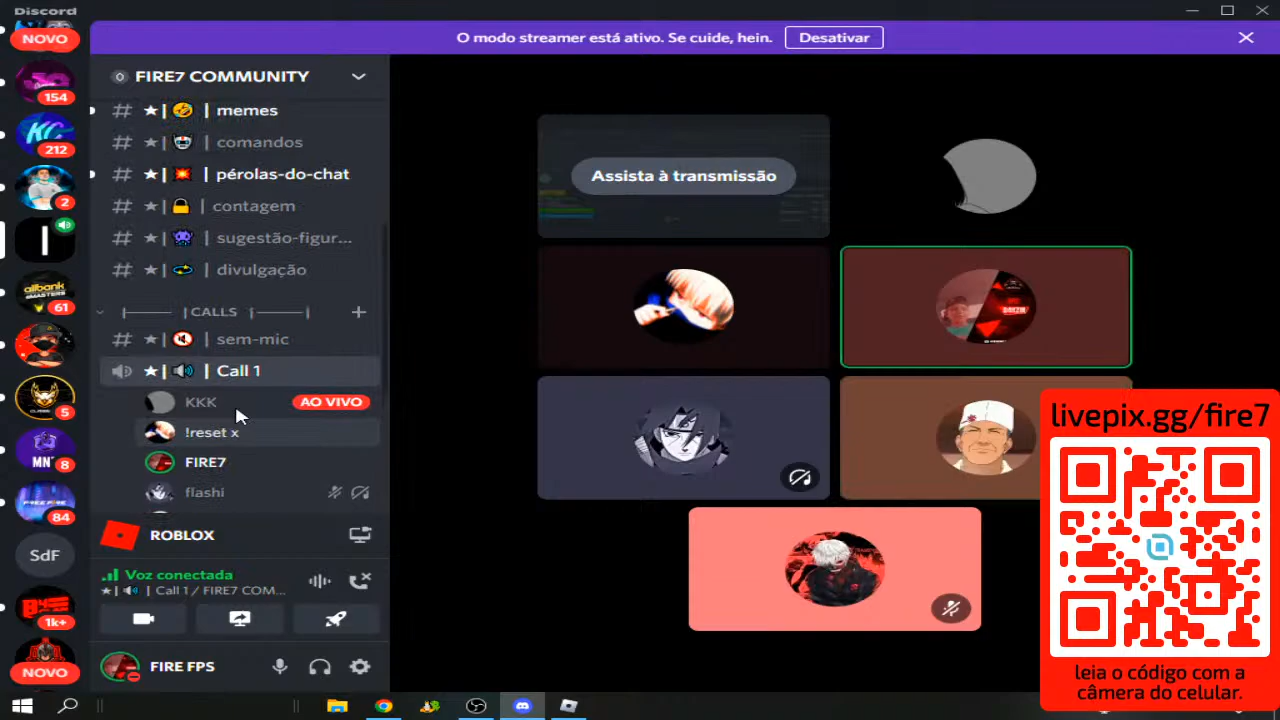 Discord
O modo streamer está ativo. Se cuide, hein.
Desativar
NOVO
154
212
2
61
5
MN
8
84
SdF
1k+
NOVO
FIRE7 COMMUNITY
# ★| | memes
# ★| | comandos
# ★| | pérolas-do-chat
# ★| | contagem
# ★| | sugestão-figur...
# ★| | divulgação
|CALLS
# ★| | sem-mic
★| | Call 1
KKK
AO VIVO
!reset x
FIRE7
flashi
ROBLOX
Voz conectada
★| | Call 1 / FIRE7 COM...
FIRE FPS
Assista à transmissão
livepix.gg/fire7
leia o código com a
câmera do celular.